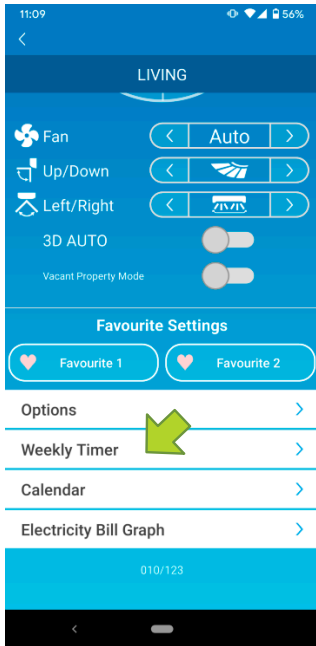 11:09
56%
LIVING
Fan
Auto
Up/Down
Left/Right
3D AUTO
Vacant Property Mode
Favourite Settings
Favourite 1
Favourite 2
Options
Weekly Timer
Calendar
Electricity Bill Graph
010/123